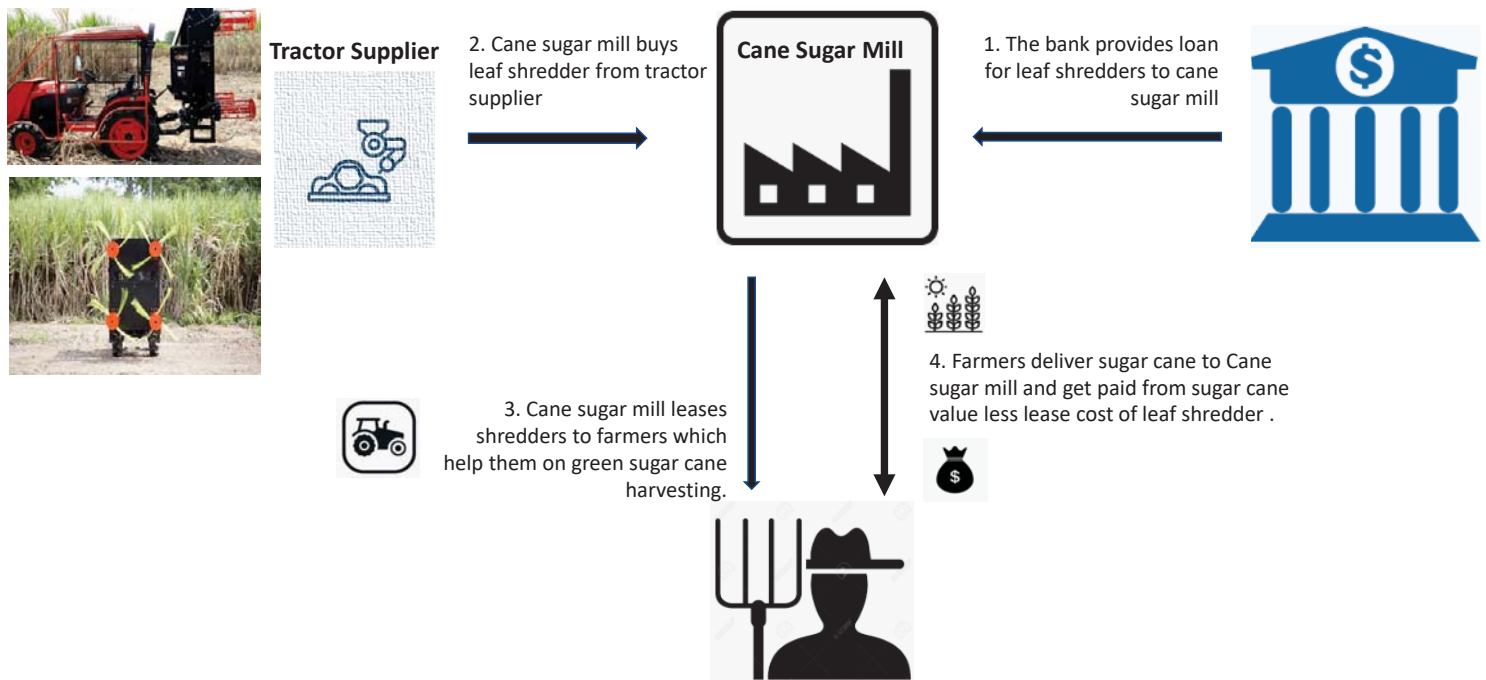 Tractor Supplier
2. Cane sugar mill buys
leaf shredder from tractor
supplier
Cane Sugar Mill
1. The bank provides loan
for leaf shredders to cane
sugar mill
$
3. Cane sugar mill leases
shredders to farmers which
help them on green sugar cane
harvesting.
4. Farmers deliver sugar cane to Cane
sugar mill and get paid from sugar cane
value less lease cost of leaf shredder .
$